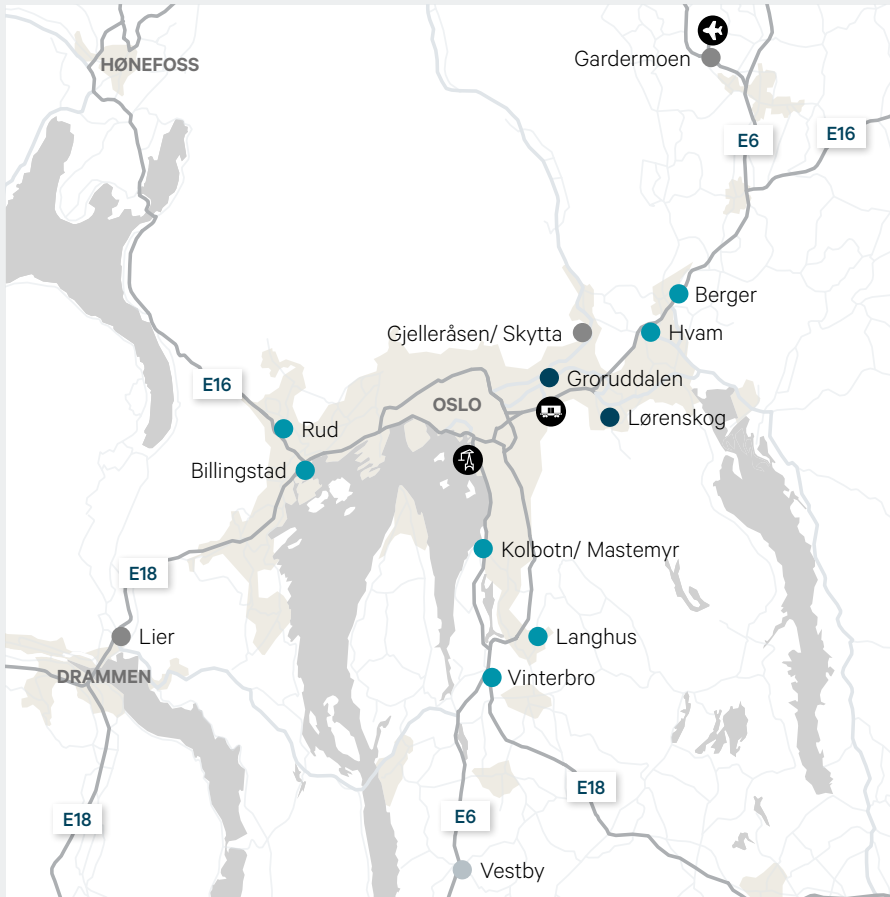 Gardermoen
HØNEFOSS
E6
E16
Berger
Gjelleråsen/ Skytta
Hvam
Groruddalen
E16
OSLO
Lørenskog
Rud
Billingstad
Kolbotn/ Mastemyr
E18
Lier
Langhus
DRAMMEN
Vinterbro
E18
E6
E18
Vestby